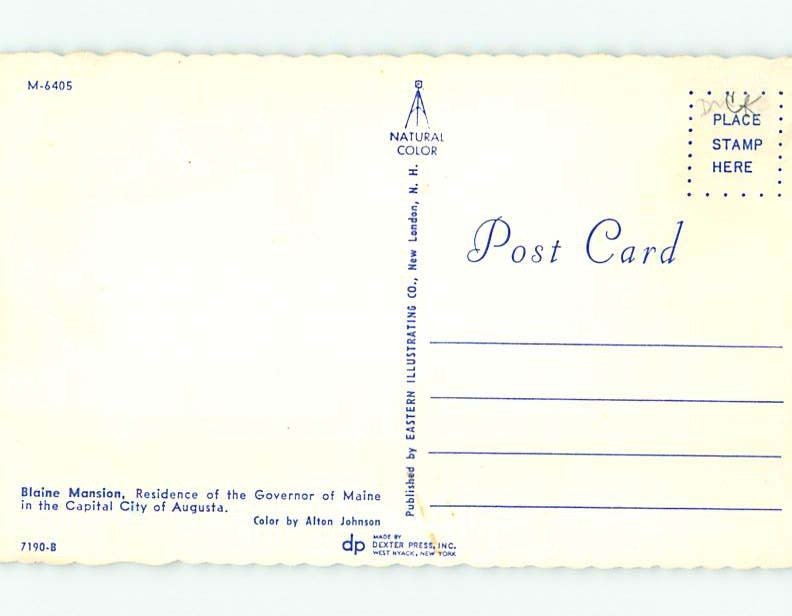 M-6405
NATURAL
COLOR
PLACE
STAMP
HERE
Post Card
Published by EASTERN ILLUSTRATING CO., New London, N. H.
Blaine Mansion, Residence of the Governor of Maine
in the Capital City of Augusta.
Color by Alton Johnson
7190-B
dp
MADE BY
DEXTER PRESS, INC.
WEST NYACK, NEW YORK